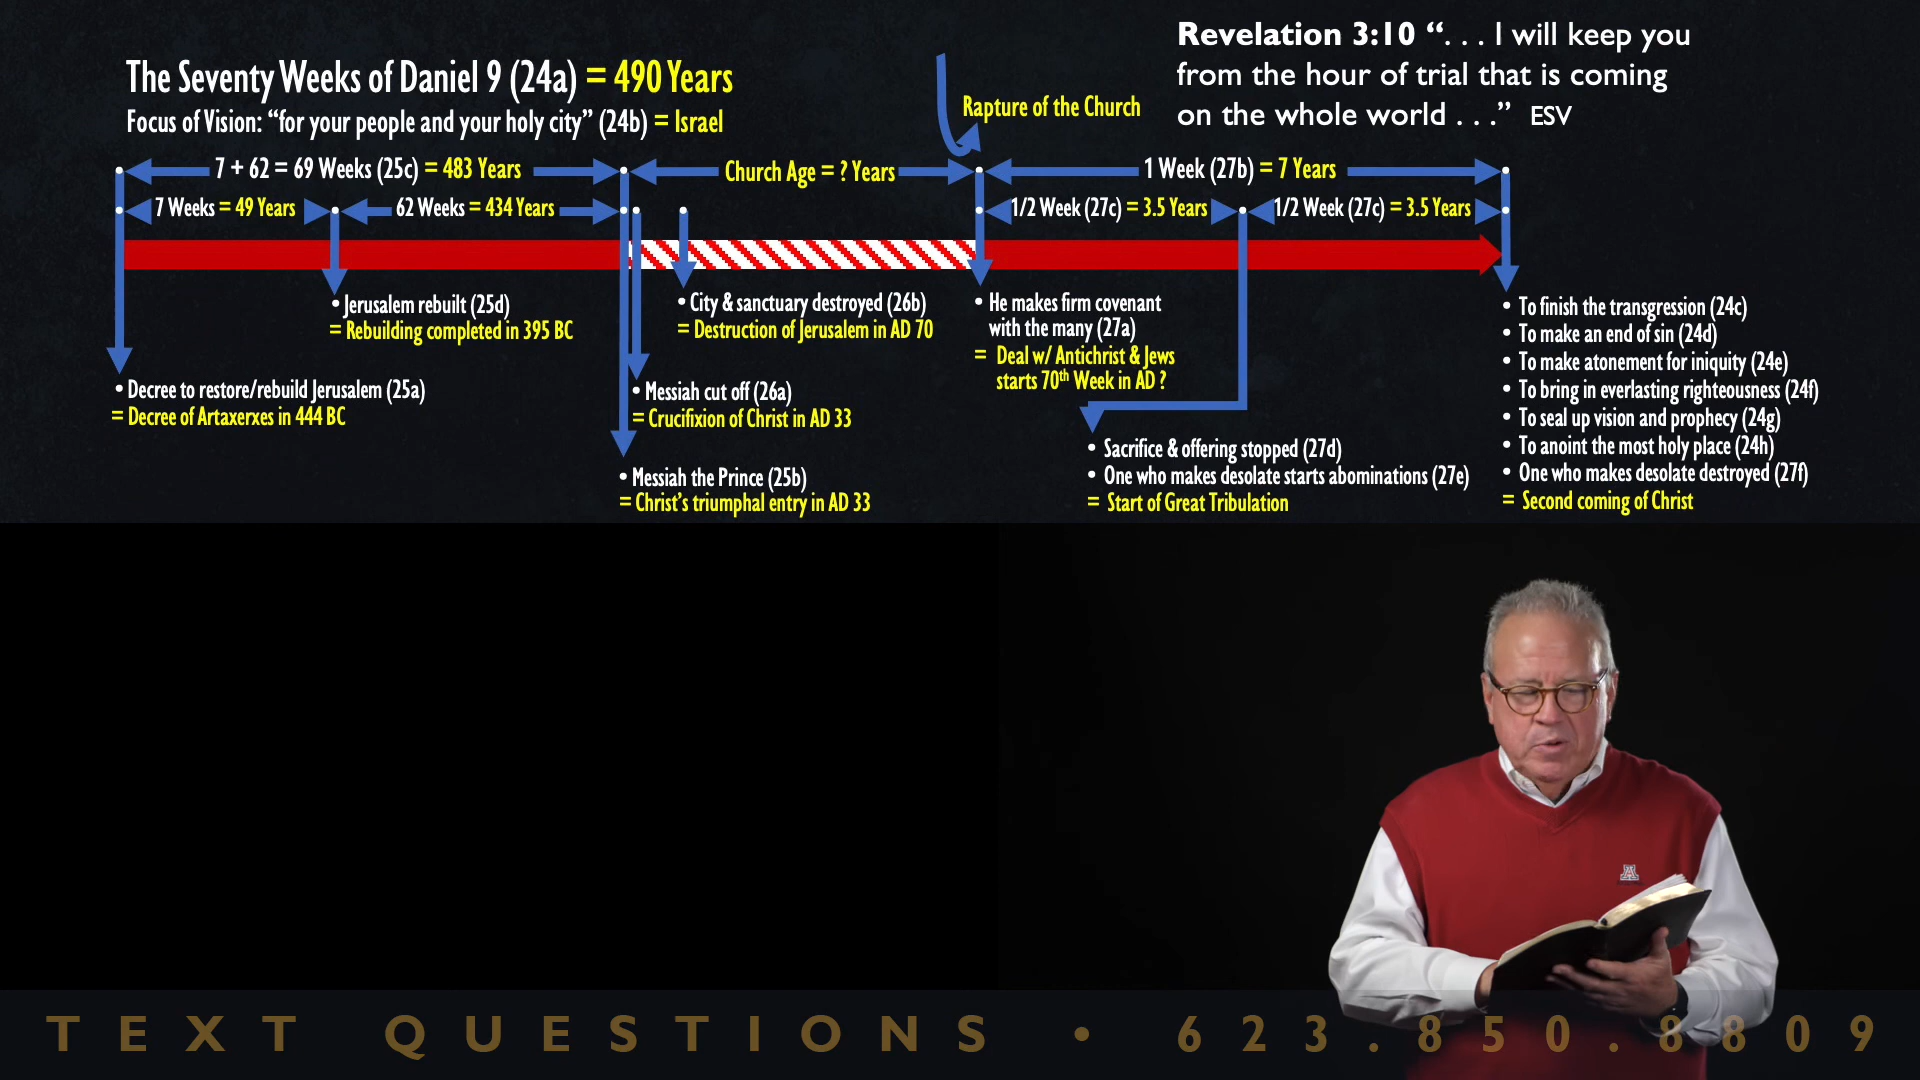 Revelation 3:10 “. . . I will keep you
from the hour of trial that is coming
on the whole world . . .” ESV
The Seventy Weeks of Daniel 9 (24a) = 490 Years
Focus of Vision: “for your people and your holy city” (24b) = Israel
Rapture of the Church
7 + 62 = 69 Weeks (25c) = 483 Years
Church Age = ? Years
1 Week (27b) = 7 Years
7 Weeks = 49 Years
62 Weeks = 434 Years
1/2 Week (27c) = 3.5 Years
1/2 Week (27c) = 3.5 Years
• Decree to restore/rebuild Jerusalem (25a)
= Decree of Artaxerxes in 444 BC
• Jerusalem rebuilt (25d)
= Rebuilding completed in 395 BC
• City & sanctuary destroyed (26b)
= Destruction of Jerusalem in AD 70
• Messiah cut off (26a)
= Crucifixion of Christ in AD 33
• Messiah the Prince (25b)
= Christ’s triumphal entry in AD 33
• He makes firm covenant
with the many (27a)
= Deal w/ Antichrist & Jews
starts 70th Week in AD ?
• Sacrifice & offering stopped (27d)
• One who makes desolate starts abominations (27e)
= Start of Great Tribulation
• To finish the transgression (24c)
• To make an end of sin (24d)
• To make atonement for iniquity (24e)
• To bring in everlasting righteousness (24f)
• To seal up vision and prophecy (24g)
• To anoint the most holy place (24h)
• One who makes desolate destroyed (27f)
= Second coming of Christ
A
TEXT QUESTIONS • 623.850.8809